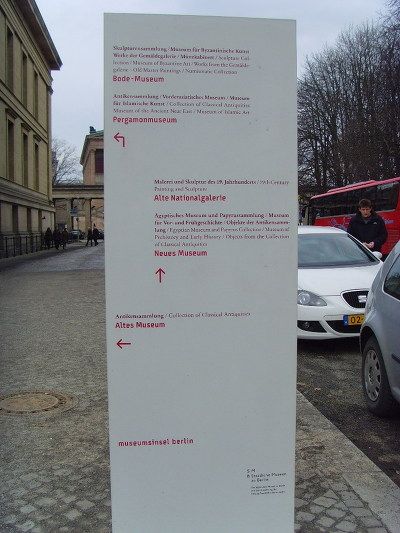 Skulpturensammlung / Museum für Byzantinische Kunst
Werke der Gemäldegalerie / Münzkabinett / Sculpture Col-
lection / Museum of Byzantine Art / Works from the Gemälde-
galerie – Old Master Paintings / Numismatic Collection
Bode-Museum
Antikensammlung / Vorderasiatisches Museum / Museum
für Islamische Kunst / Collection of Classical Antiquities
Museum of the Ancient Near East / Museum of Islamic Art
Pergamonmuseum
Malerei und Skulptur des 19. Jahrhunderts / 19th-Century
Painting and Sculpture
Alte Nationalgalerie
Ägyptisches Museum und Papyrussammlung / Museum
für Vor- und Frühgeschichte / Objekte der Antikensamm-
lung / Egyptian Museum and Papyrus Collection / Museum of
Prehistory and Early History / Objects from the Collection
of Classical Antiquities
Neues Museum
Antikensammlung / Collection of Classical Antiquities
Altes Museum
museumsinsel berlin
S M
B Staatliche Museen
zu Berlin